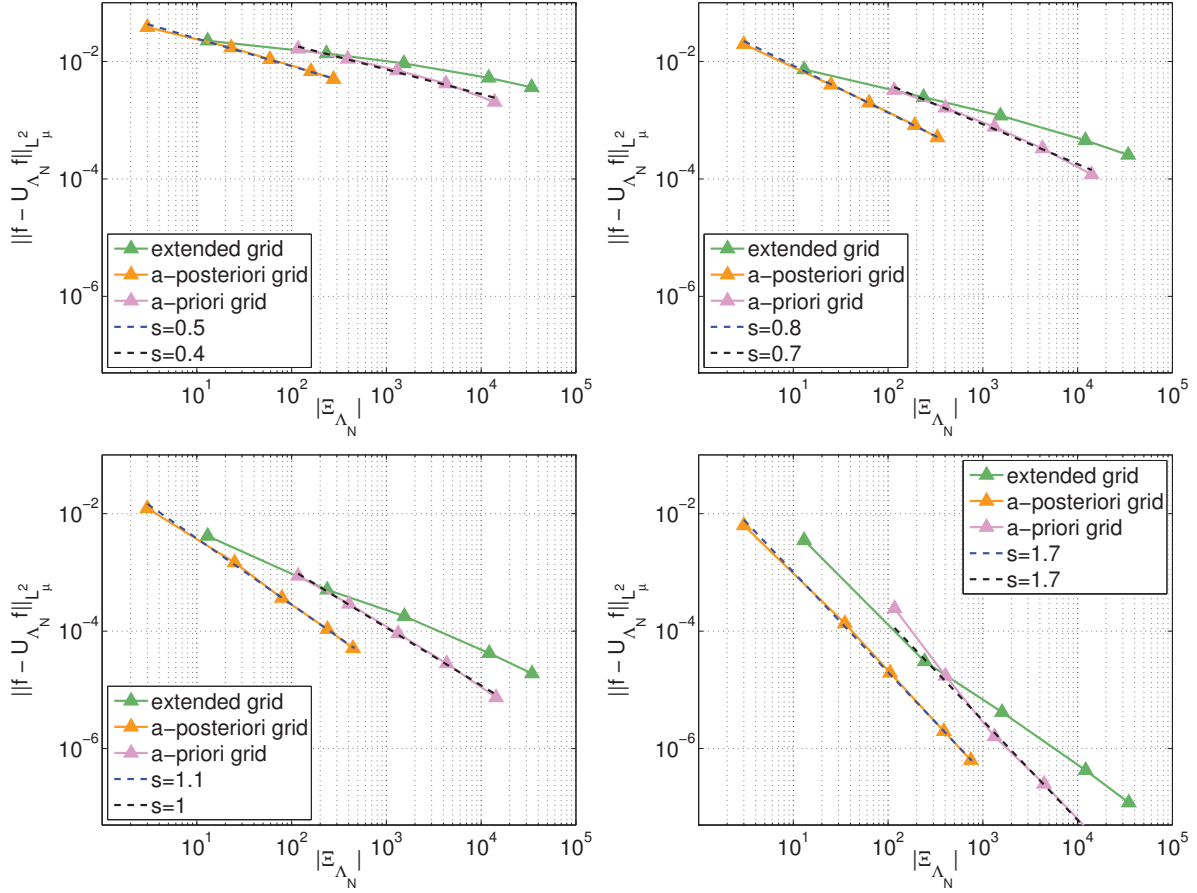 ||f - U_{Λ_N} f||_{L^2_μ}
10^{-2}
10^{-4}
10^{-6}
extended grid
a-posteriori grid
a-priori grid
s=0.5
s=0.4
10^1 10^2 10^3 10^4 10^5
|Ξ_{Λ_N}|
||f - U_{Λ_N} f||_{L^2_μ}
10^{-2}
10^{-4}
10^{-6}
extended grid
a-posteriori grid
a-priori grid
s=0.8
s=0.7
10^1 10^2 10^3 10^4 10^5
|Ξ_{Λ_N}|
||f - U_{Λ_N} f||_{L^2_μ}
10^{-2}
10^{-4}
10^{-6}
extended grid
a-posteriori grid
a-priori grid
s=1.1
s=1
10^1 10^2 10^3 10^4 10^5
|Ξ_{Λ_N}|
||f - U_{Λ_N} f||_{L^2_μ}
10^{-2}
10^{-4}
10^{-6}
extended grid
a-posteriori grid
a-priori grid
s=1.7
s=1.7
10^1 10^2 10^3 10^4 10^5
|Ξ_{Λ_N}|